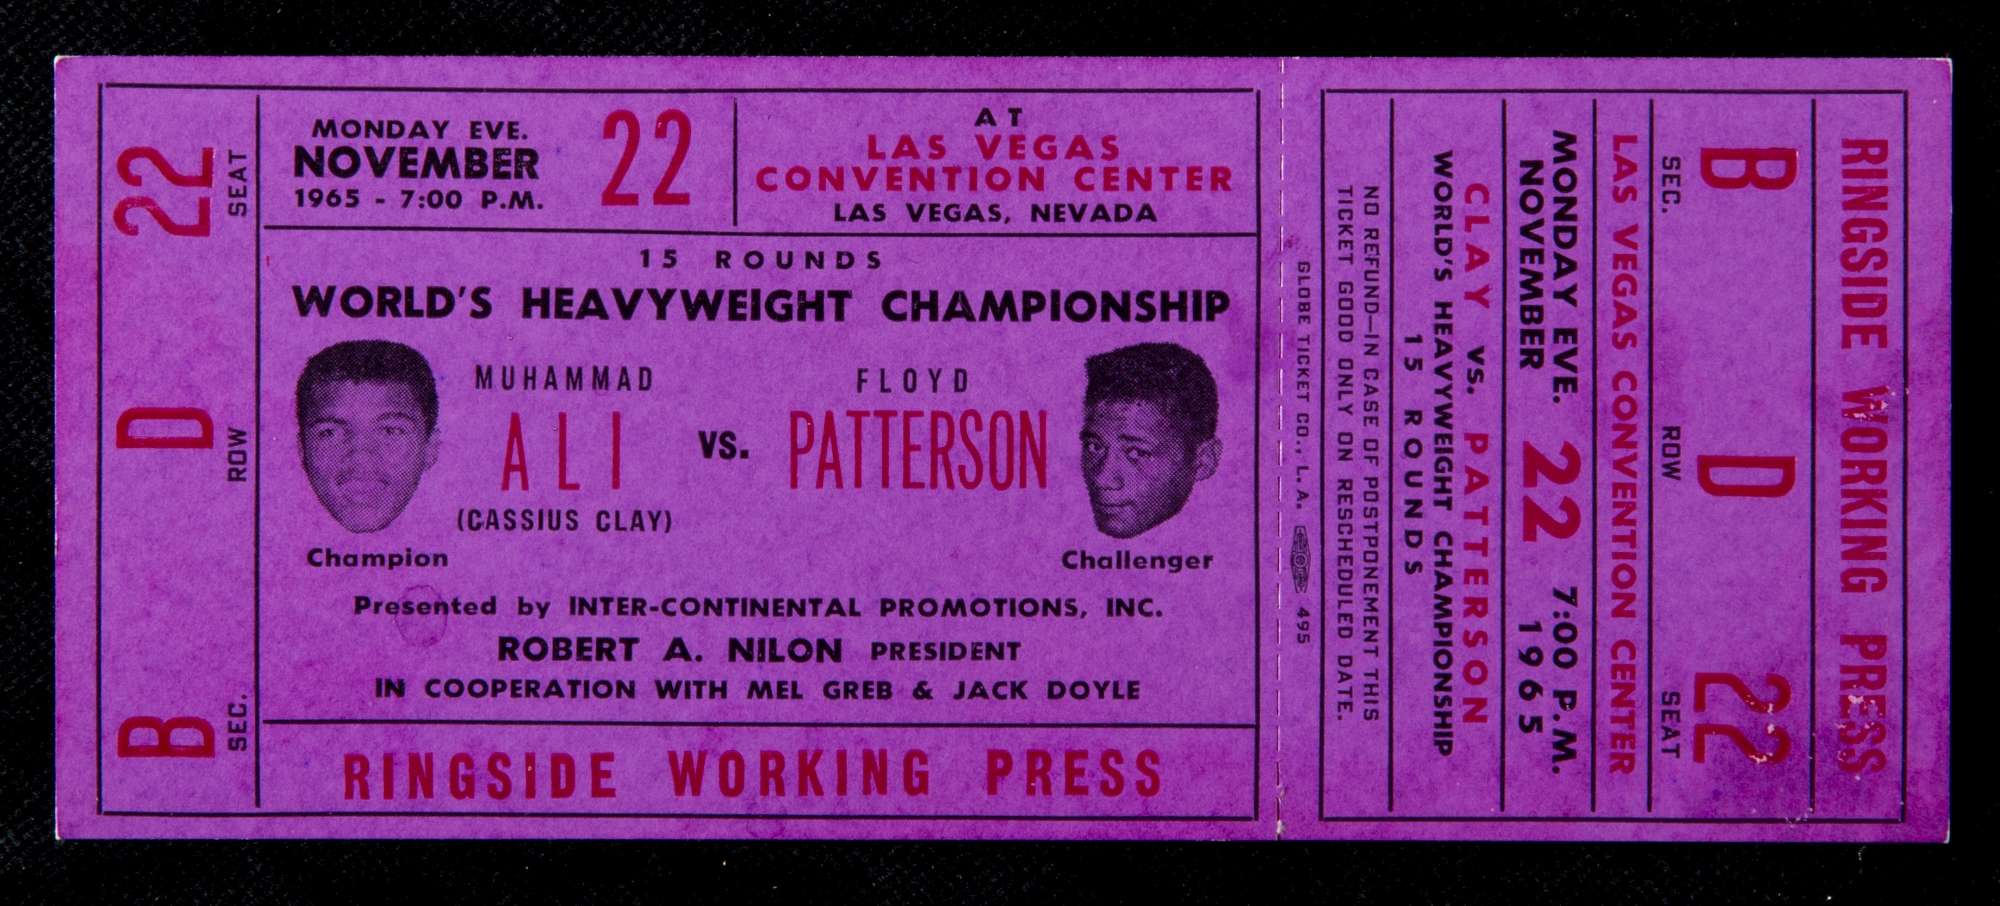 SEC. ROW SEAT
B D 22
MONDAY EVE.
NOVEMBER
1965 - 7:00 P.M.
22
AT
LAS VEGAS
CONVENTION CENTER
LAS VEGAS, NEVADA
15 ROUNDS
WORLD'S HEAVYWEIGHT CHAMPIONSHIP
MUHAMMAD
ALI
(CASSIUS CLAY)
Champion
vs.
FLOYD
PATTERSON
Challenger
Presented by INTER-CONTINENTAL PROMOTIONS, INC.
ROBERT A. NILON PRESIDENT
IN COOPERATION WITH MEL GREB & JACK DOYLE
RINGSIDE WORKING PRESS
RINGSIDE WORKING PRESS
B D 22
SEC. ROW SEAT
LAS VEGAS CONVENTION CENTER
MONDAY EVE. 22 7:00 P.M.
NOVEMBER 1965
CLAY vs. PATTERSON
WORLD'S HEAVYWEIGHT CHAMPIONSHIP
15 ROUNDS
NO REFUND—IN CASE OF POSTPONEMENT THIS
TICKET GOOD ONLY ON RESCHEDULED DATE.
GLOBE TICKET CO., L.A. 495